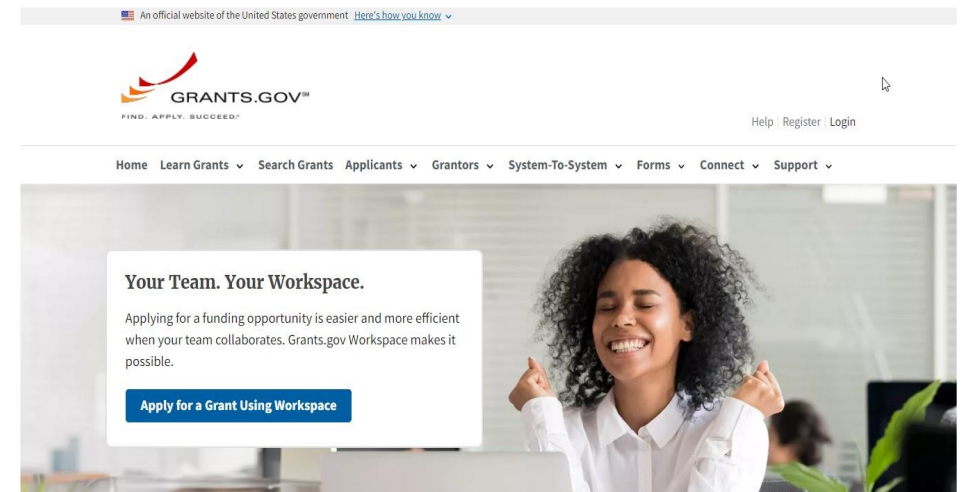 An official website of the United States government Here's how you know
GRANTS.GOV℠
FIND. APPLY. SUCCEED.℠
Help | Register | Login
Home Learn Grants Search Grants Applicants Grantors System-To-System Forms Connect Support
Your Team. Your Workspace.
Applying for a funding opportunity is easier and more efficient
when your team collaborates. Grants.gov Workspace makes it
possible.
Apply for a Grant Using Workspace